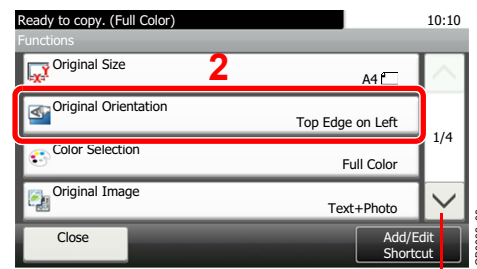 Ready to copy. (Full Color) 10:10
Functions
Original Size
2
A4
Original Orientation
Top Edge on Left
1/4
Color Selection
Full Color
Original Image
Text+Photo
Close
Add/Edit
Shortcut